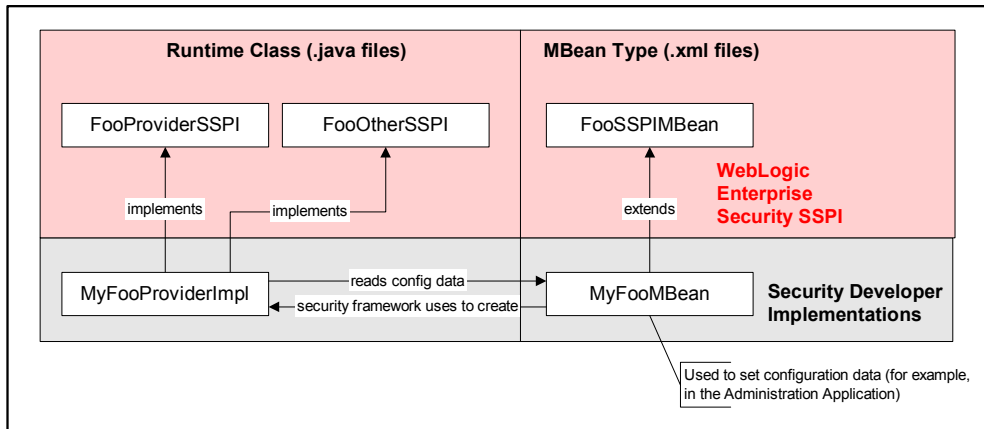 Runtime Class (.java files)
MBean Type (.xml files)
FooProviderSSPI
FooOtherSSPI
FooSSPIMBean
WebLogic
Enterprise
Security SSPI
implements
implements
extends
MyFooProviderImpl
reads config data
security framework uses to create
MyFooMBean
Security Developer
Implementations
Used to set configuration data (for example,
in the Administration Application)